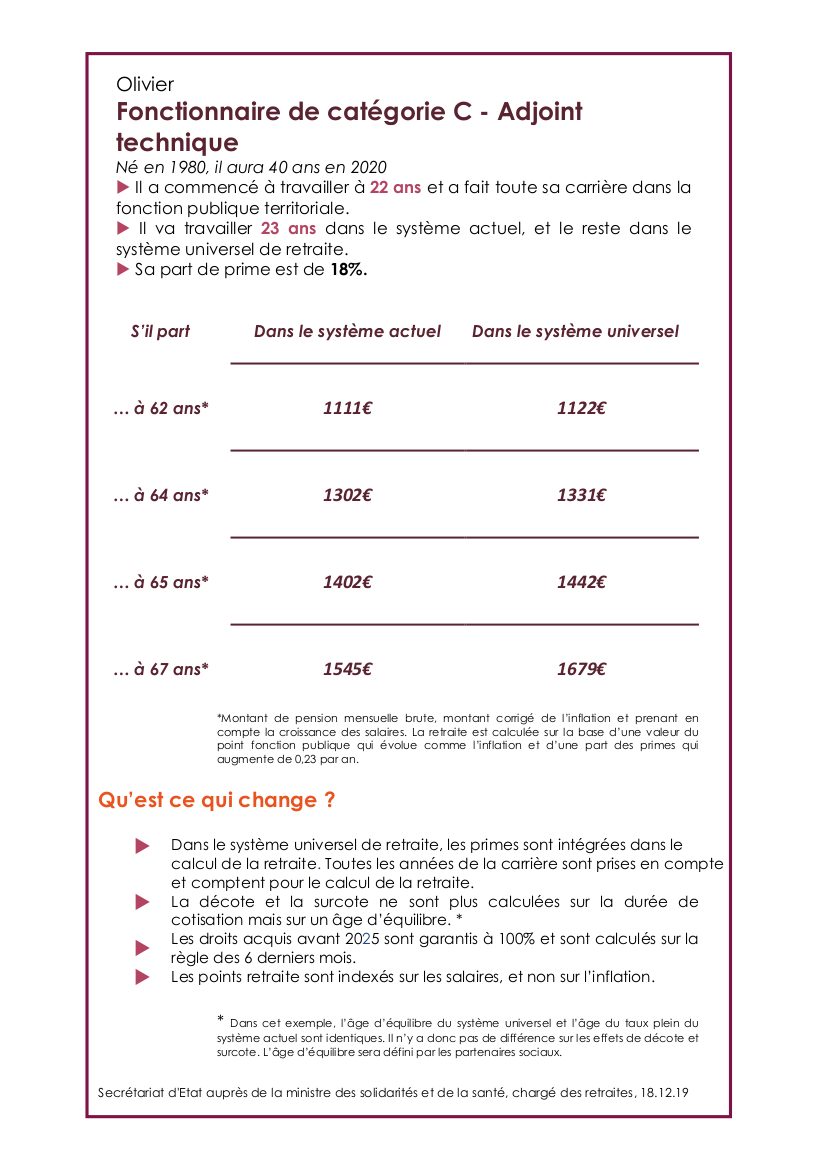 Olivier
Fonctionnaire de catégorie C - Adjoint
technique
Né en 1980, il aura 40 ans en 2020
▶ Il a commencé à travailler à 22 ans et a fait toute sa carrière dans la
fonction publique territoriale.
▶ Il va travailler 23 ans dans le système actuel, et le reste dans le
système universel de retraite.
▶ Sa part de prime est de 18%.
S'il part Dans le système actuel Dans le système universel
… à 62 ans* 1111€ 1122€
… à 64 ans* 1302€ 1331€
… à 65 ans* 1402€ 1442€
… à 67 ans* 1545€ 1679€
*Montant de pension mensuelle brute, montant corrigé de l'inflation et prenant en
compte la croissance des salaires. La retraite est calculée sur la base d'une valeur du
point fonction publique qui évolue comme l'inflation et d'une part des primes qui
augmente de 0,23 par an.
Qu'est ce qui change ?
▶ Dans le système universel de retraite, les primes sont intégrées dans le
calcul de la retraite. Toutes les années de la carrière sont prises en compte
et comptent pour le calcul de la retraite.
▶ La décote et la surcote ne sont plus calculées sur la durée de
cotisation mais sur un âge d'équilibre. *
▶ Les droits acquis avant 2025 sont garantis à 100% et sont calculés sur la
règle des 6 derniers mois.
▶ Les points retraite sont indexés sur les salaires, et non sur l'inflation.
* Dans cet exemple, l'âge d'équilibre du système universel et l'âge du taux plein du
système actuel sont identiques. Il n'y a donc pas de différence sur les effets de décote et
surcote. L'âge d'équilibre sera défini par les partenaires sociaux.
Secrétariat d'Etat auprès de la ministre des solidarités et de la santé, chargé des retraites, 18.12.19